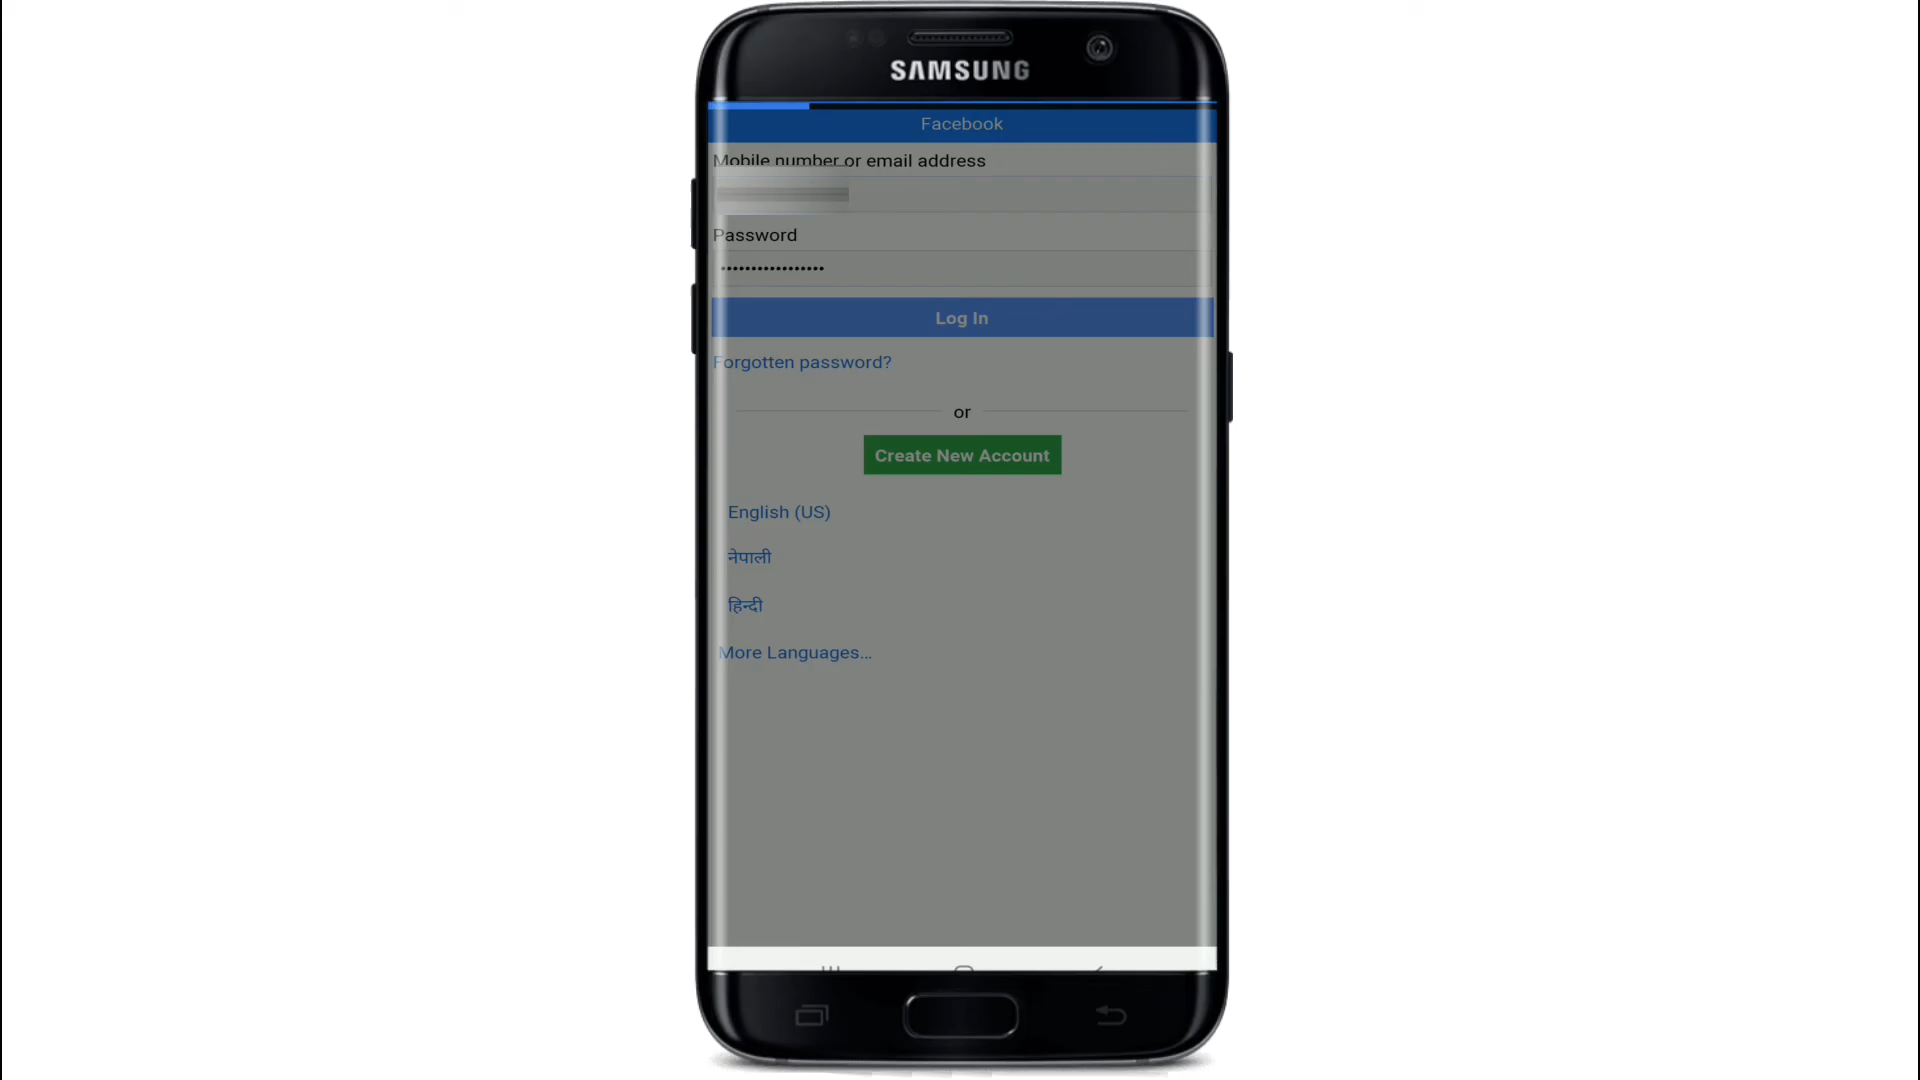 SAMSUNG
Facebook
Mobile number or email address
Password
Log In
Forgotten password?
or
Create New Account
English (US)
नेपाली
हिन्दी
More Languages...